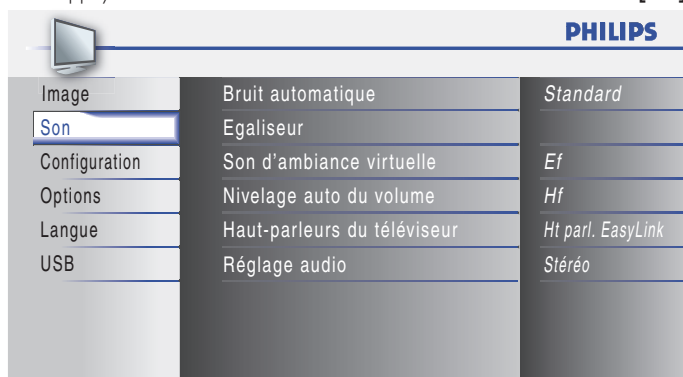 PHILIPS
Image
Bruit automatique
Standard
Son
Egaliseur
Configuration
Son d'ambiance virtuelle
Ef
Options
Nivelage auto du volume
Hf
Langue
Haut-parleurs du téléviseur
Ht parl. EasyLink
USB
Réglage audio
Stéréo